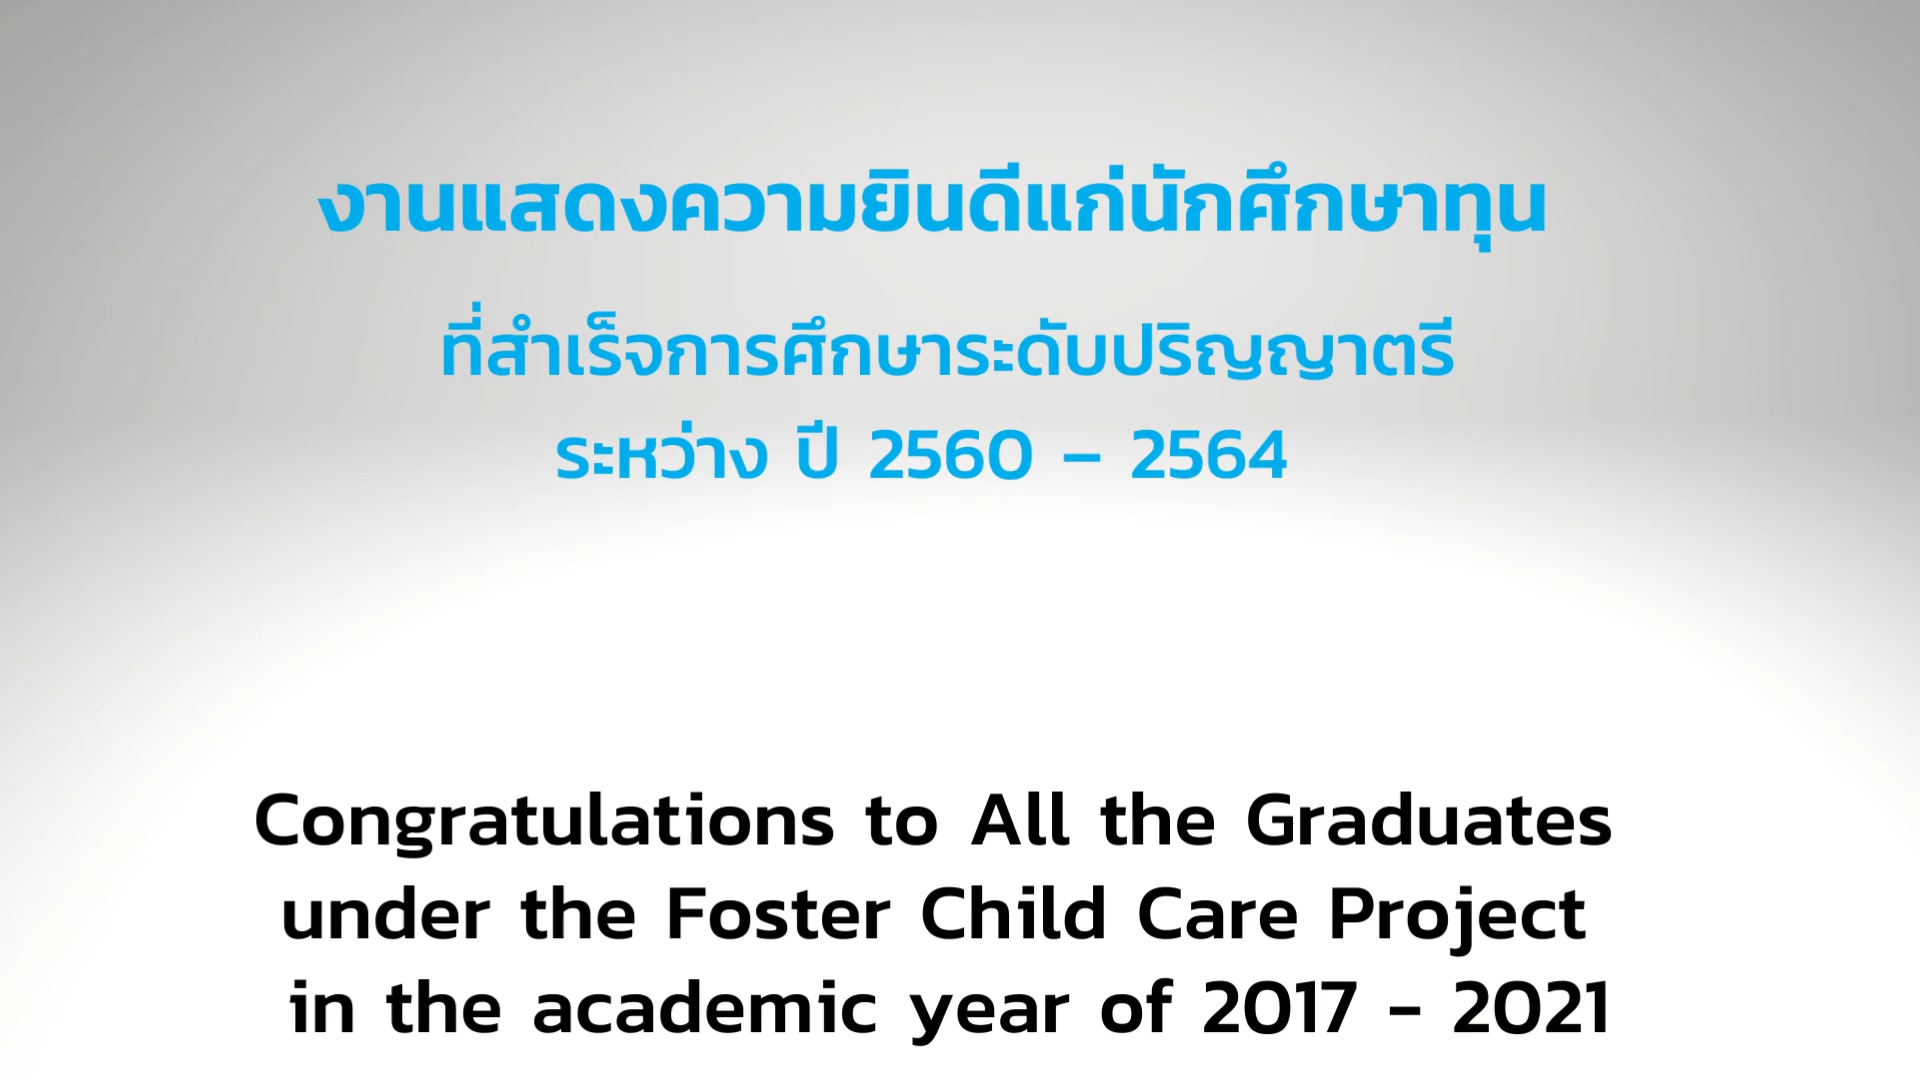 งานแสดงความยินดีแก่นักศึกษาทุน
ที่สำเร็จการศึกษาระดับปริญญาตรี
ระหว่าง ปี 2560 – 2564
Congratulations to All the Graduates
under the Foster Child Care Project
in the academic year of 2017 - 2021